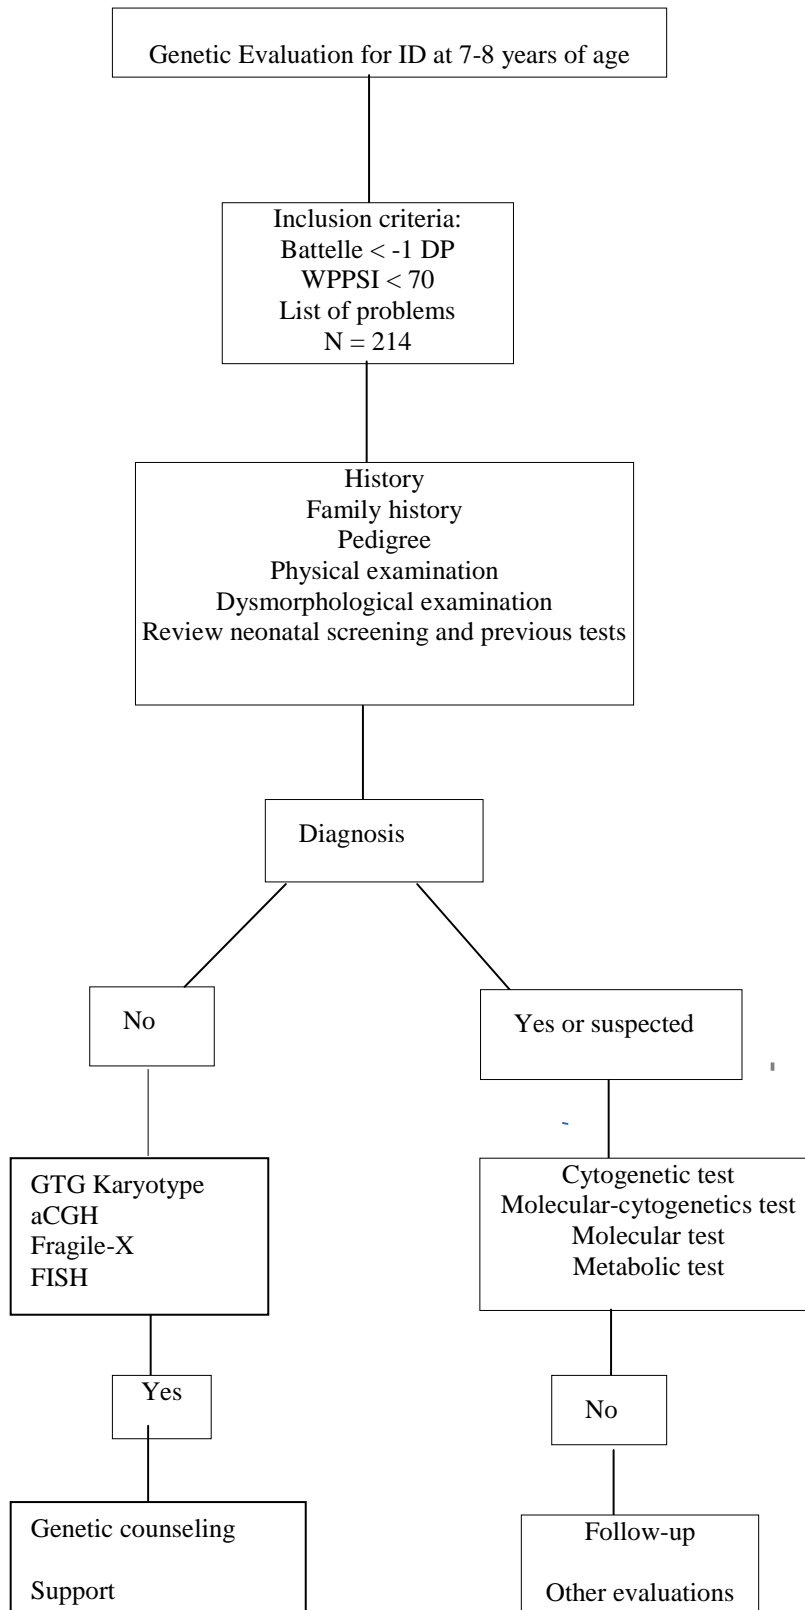 Genetic Evaluation for ID at 7-8 years of age
Inclusion criteria:
Battelle < -1 DP
WPPSI < 70
List of problems
N = 214
History
Family history
Pedigree
Physical examination
Dysmorphological examination
Review neonatal screening and previous tests
Diagnosis
No
Yes or suspected
GTG Karyotype
aCGH
Fragile-X
FISH
Cytogenetic test
Molecular-cytogenetics test
Molecular test
Metabolic test
Yes
No
Genetic counseling
Support
Follow-up
Other evaluations